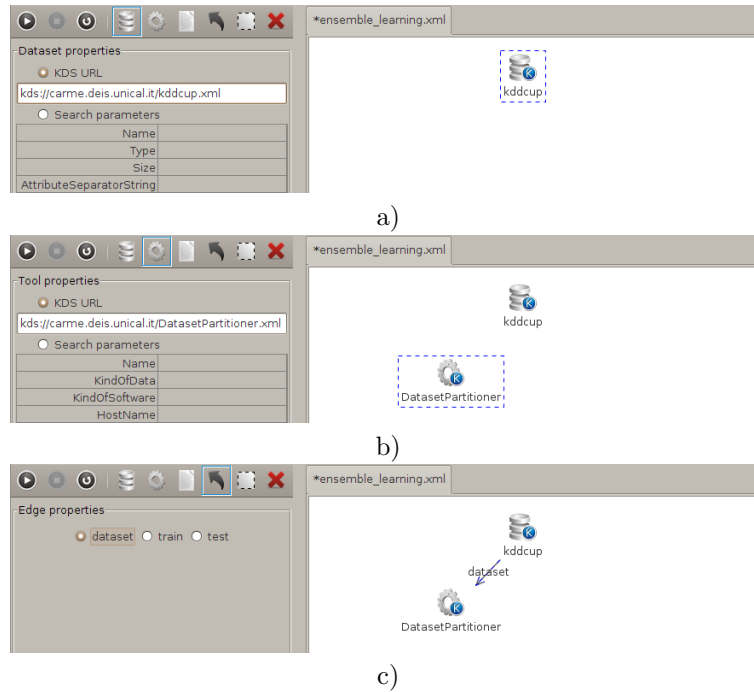 *ensemble_learning.xml
Dataset properties
KDS URL
kds://carme.deis.unical.it/kddcup.xml
Search parameters
Name
Type
Size
AttributeSeparatorString
K
kddcup
a)
*ensemble_learning.xml
Tool properties
KDS URL
kds://carme.deis.unical.it/DatasetPartitioner.xml
Search parameters
Name
KindOfData
KindOfSoftware
HostName
K
kddcup
K
DatasetPartitioner
b)
*ensemble_learning.xml
Edge properties
dataset train test
K
kddcup
dataset
K
DatasetPartitioner
c)